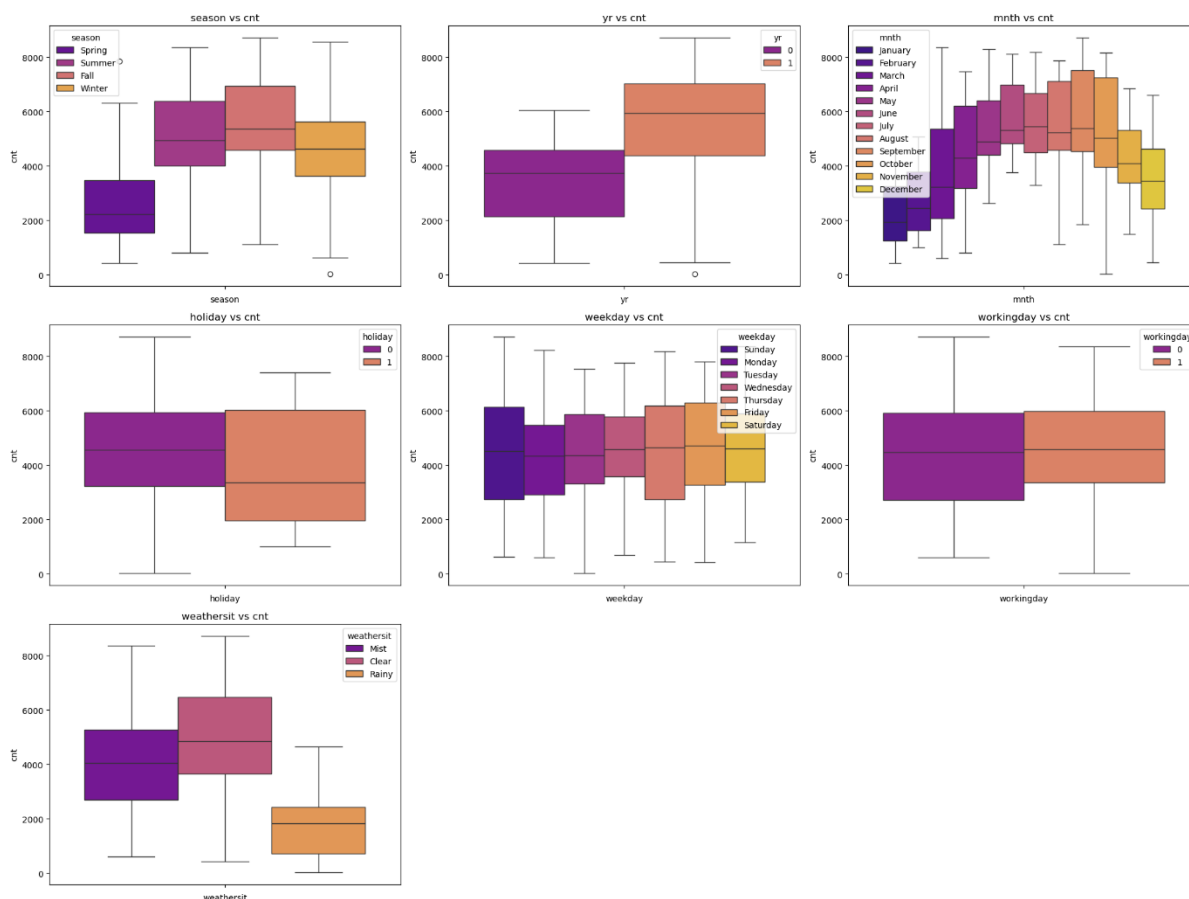 season vs cnt
season
Spring
Summer
Fall
Winter
8000
6000
4000
2000
0
cnt
season
yr vs cnt
yr
0
1
8000
6000
4000
2000
0
cnt
yr
mnth vs cnt
mnth
January
February
March
April
May
June
July
August
September
October
November
December
8000
6000
4000
2000
0
cnt
mnth
holiday vs cnt
holiday
0
1
8000
6000
4000
2000
0
cnt
holiday
weekday vs cnt
weekday
Sunday
Monday
Tuesday
Wednesday
Thursday
Friday
Saturday
8000
6000
4000
2000
0
cnt
weekday
workingday vs cnt
workingday
0
1
8000
6000
4000
2000
0
cnt
workingday
weathersit vs cnt
weathersit
Mist
Clear
Rainy
8000
6000
4000
2000
0
cnt
weathersit